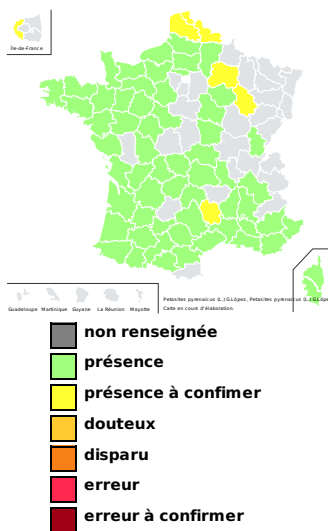 Île-de-France
Guadeloupe Martinique Guyane La Réunion Mayotte
Petasites pyrenaicus (L.) G.López, Petasites pyrenaicus (L.) G.López
Carte en cours d'élaboration.
non renseignée
présence
présence à confimer
douteux
disparu
erreur
erreur à confirmer